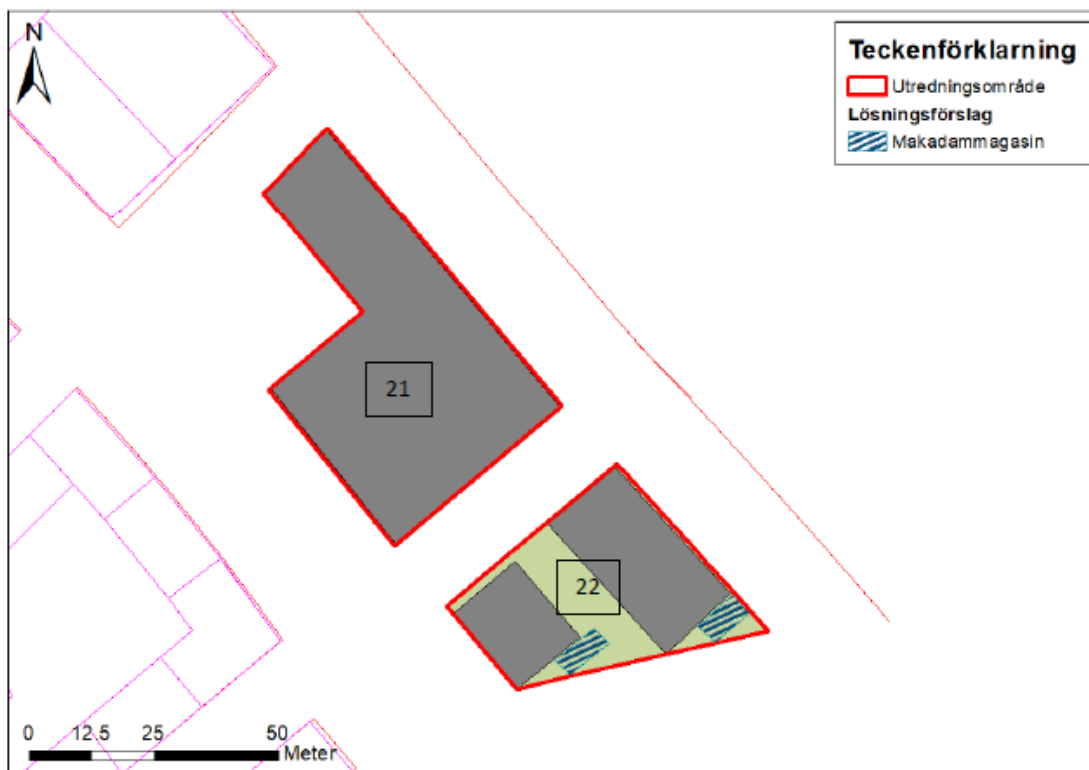 N
Teckenförklarning
Utredningsområde
Lösningsförslag
Makadammagasin
21
22
0 12.5 25 50
Meter